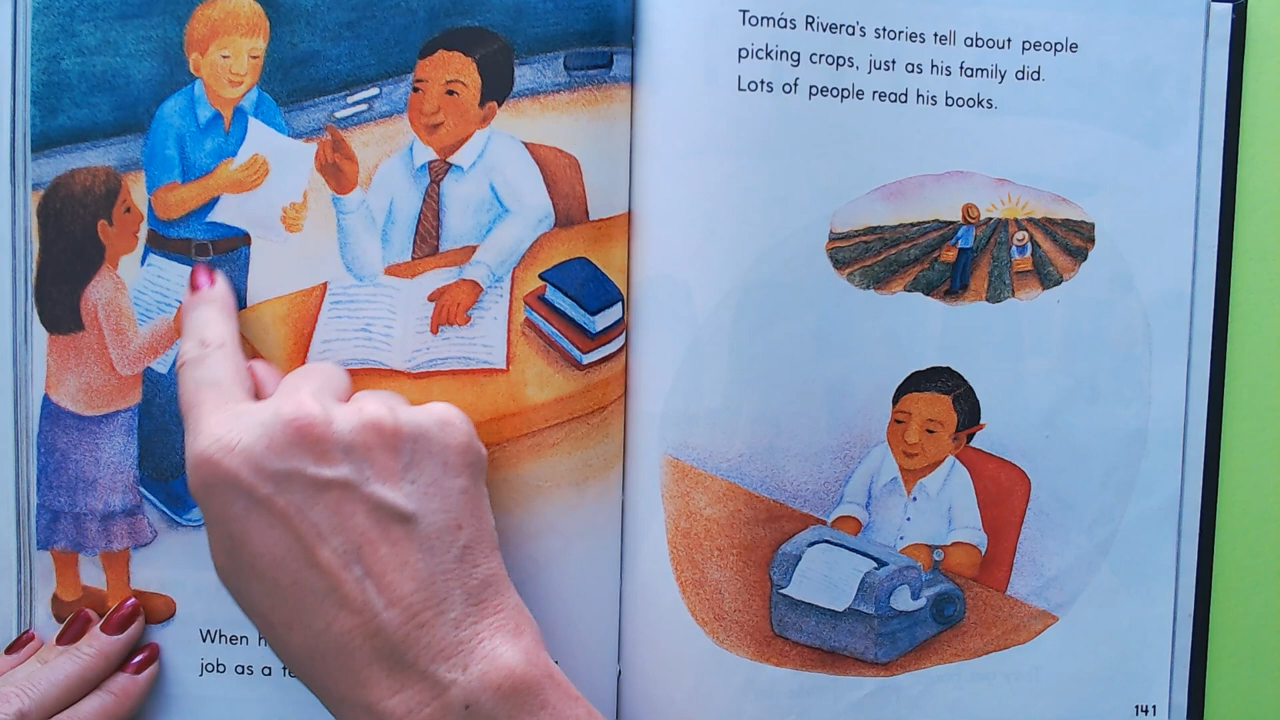 When
job as a
Tomás Rivera's stories tell about people
picking crops, just as his family did.
Lots of people read his books.
141